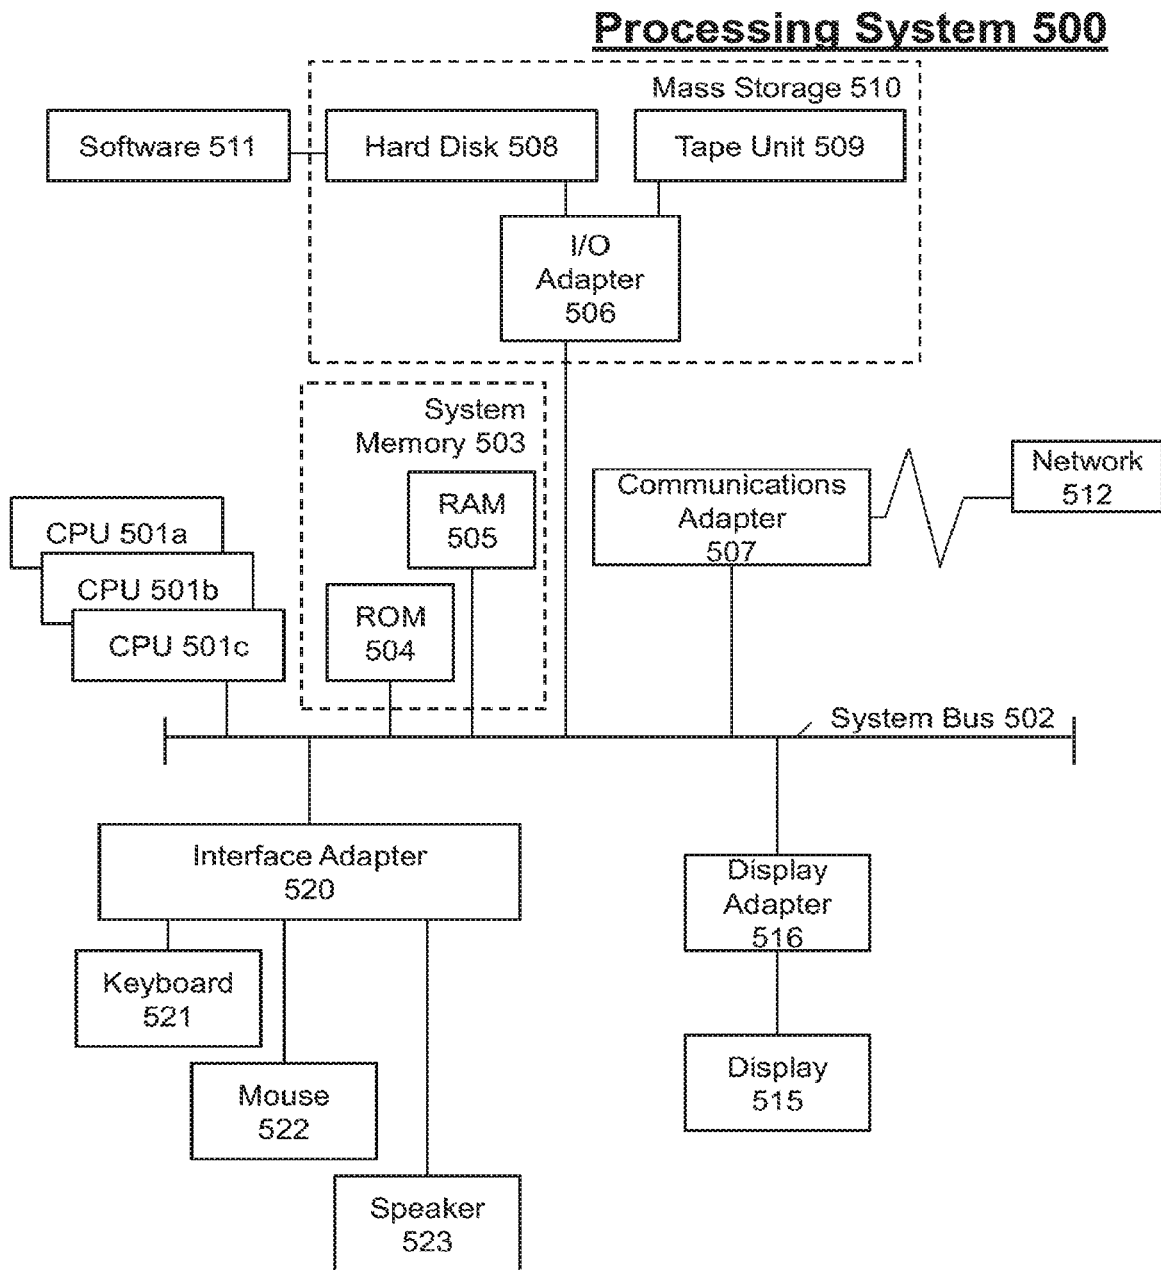 Processing System 500
Mass Storage 510
Software 511
Hard Disk 508
Tape Unit 509
I/O
Adapter
506
System
Memory 503
RAM
505
ROM
504
Communications
Adapter
507
Network
512
CPU 501a
CPU 501b
CPU 501c
System Bus 502
Interface Adapter
520
Display
Adapter
516
Keyboard
521
Mouse
522
Speaker
523
Display
515